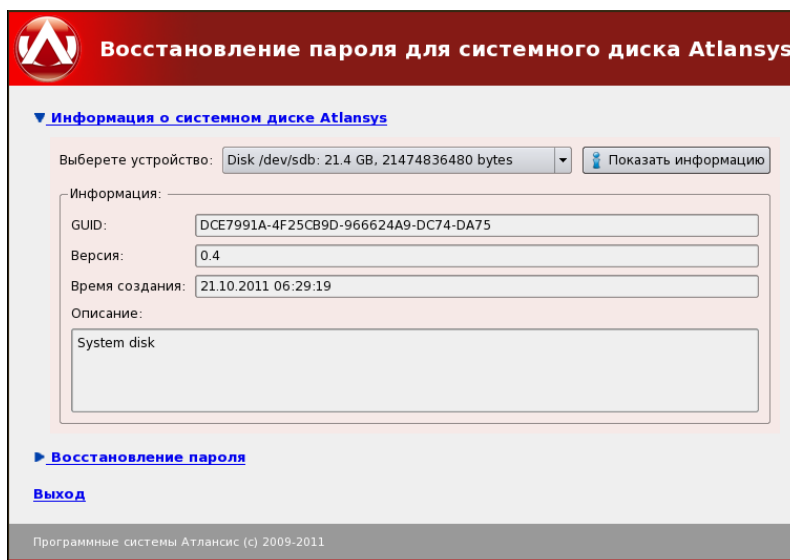 Восстановление пароля для системного диска Atlansys
Информация о системном диске Atlansys
Выберете устройство: Disk /dev/sdb: 21.4 GB, 21474836480 bytes Показать информацию
Информация:
GUID: DCE7991A-4F25CB9D-966624A9-DC74-DA75
Версия: 0.4
Время создания: 21.10.2011 06:29:19
Описание:
System disk
Восстановление пароля
Выход
Программные системы Атлансис (c) 2009-2011